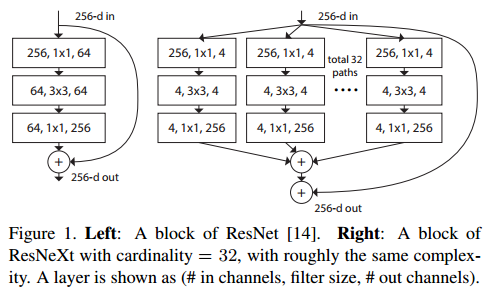 256-d in
256, 1x1, 64
64, 3x3, 64
64, 1x1, 256
+
256-d out
256-d in
256, 1x1, 4
256, 1x1, 4
total 32
paths
....
256, 1x1, 4
4, 3x3, 4
4, 3x3, 4
4, 3x3, 4
4, 1x1, 256
4, 1x1, 256
4, 1x1, 256
+
+
256-d out
Figure 1. Left: A block of ResNet [14]. Right: A block of
ResNeXt with cardinality = 32, with roughly the same complex-
ity. A layer is shown as (# in channels, filter size, # out channels).